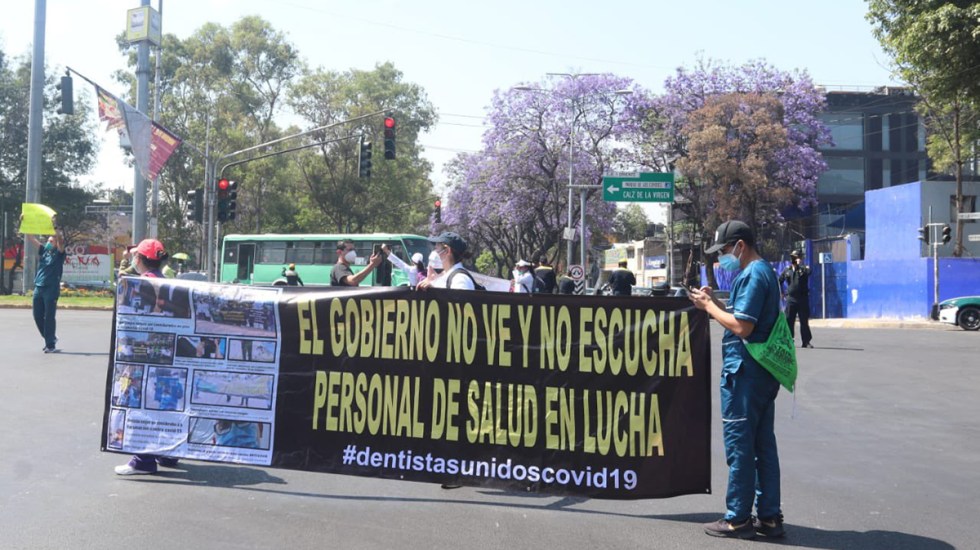 CALZ. DE LA VIRGEN
EL GOBIERNO NO VE Y NO ESCUCHA
PERSONAL DE SALUD EN LUCHA
#dentistasunidoscovid19